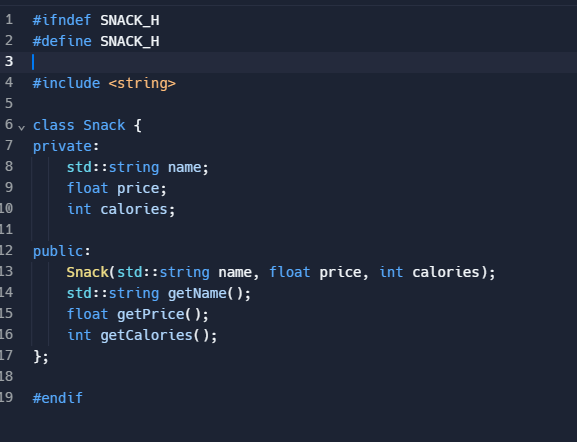 1 #ifndef SNACK_H
2 #define SNACK_H
3
4 #include <string>
5
6 class Snack {
7 private:
8     std::string name;
9     float price;
10     int calories;
11
12 public:
13     Snack(std::string name, float price, int calories);
14     std::string getName();
15     float getPrice();
16     int getCalories();
17 };
18
19 #endif